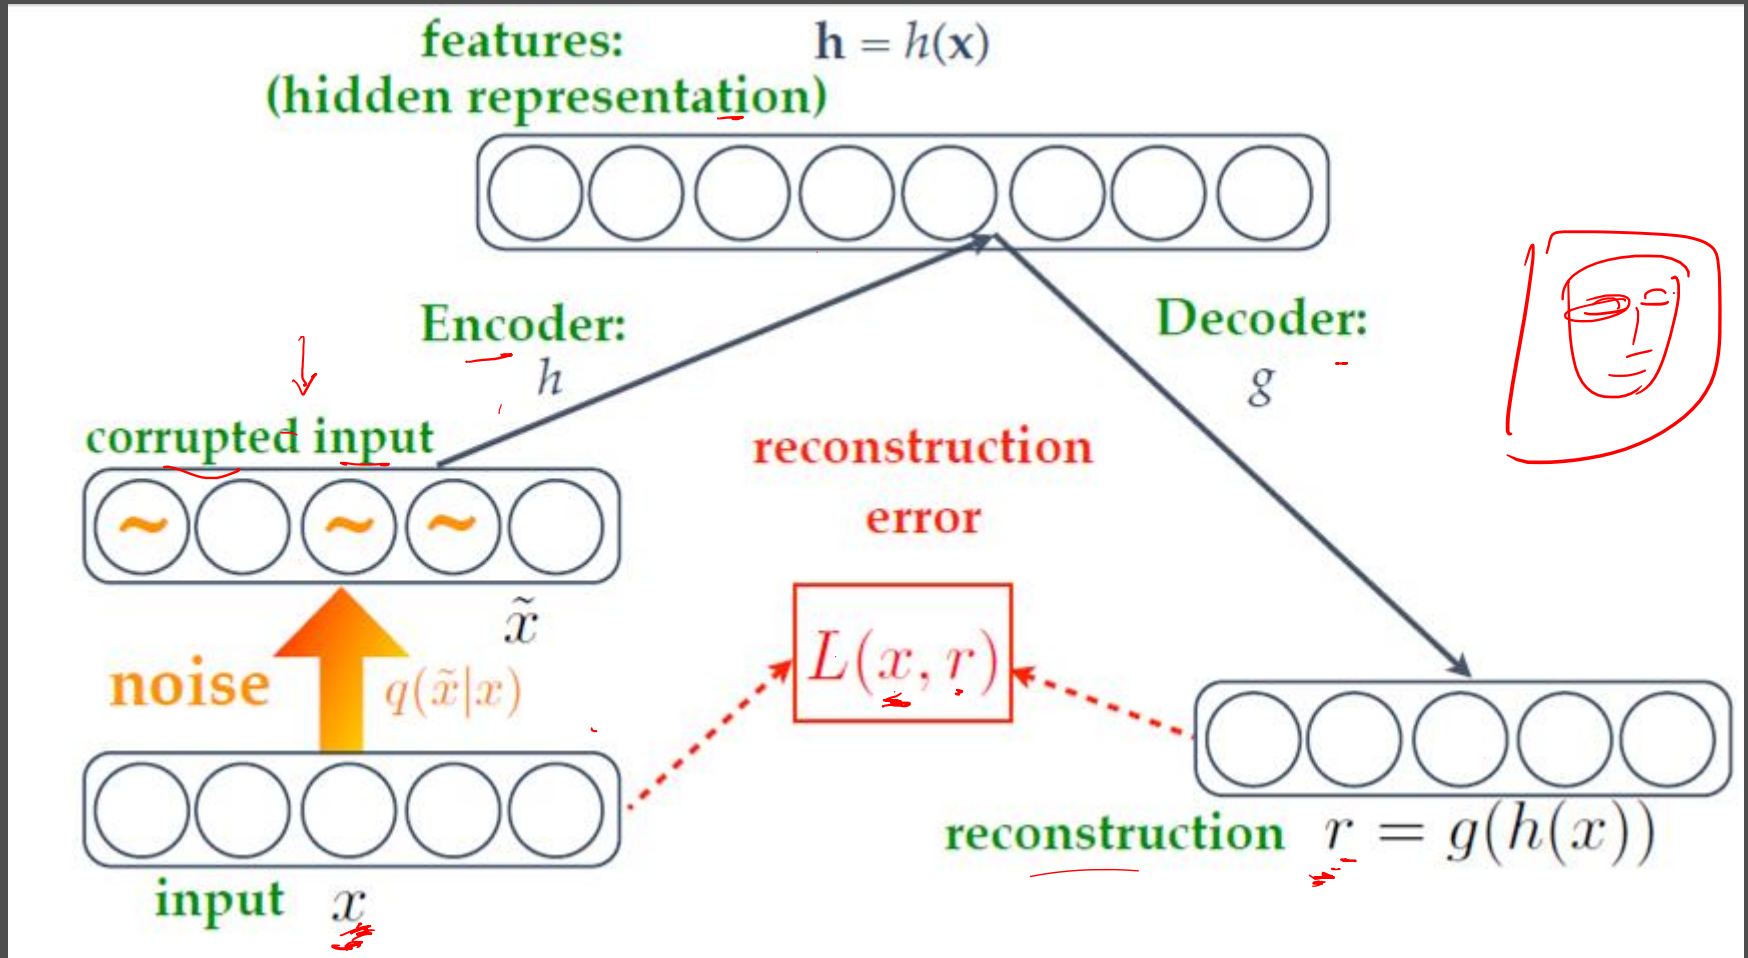 features: h = h(x)
(hidden representation)
Encoder:
h
Decoder:
g
corrupted input
~ ~ ~
x̃
reconstruction
error
noise q(x̃|x)
L(x, r)
input x
reconstruction r = g(h(x))